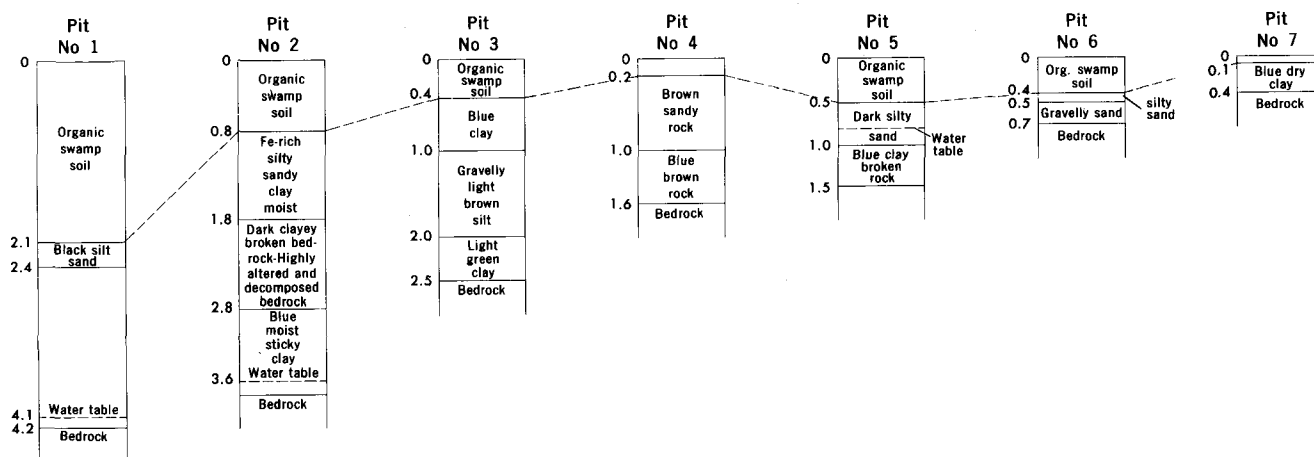 Pit
No 1
0
Organic
swamp
soil
2.1
Black silt
sand
2.4
Water table
4.1
4.2
Bedrock
Pit
No 2
0
Organic
swamp
soil
0.8
Fe-rich
silty
sandy
clay
moist
1.8
Dark clayey
broken bed-
rock-Highly
altered and
decomposed
bedrock
2.8
Blue
moist
sticky
clay
3.6
Water table
Bedrock
Pit
No 3
0
Organic
swamp
soil
0.4
Blue
clay
1.0
Gravelly
light
brown
silt
2.0
Light
green
clay
2.5
Bedrock
Pit
No 4
0
0.2
Brown
sandy
rock
1.0
Blue
brown
rock
1.6
Bedrock
Pit
No 5
0
Organic
swamp
soil
0.5
Dark silty
sand
Water
table
1.0
Blue clay
broken
rock
1.5
Pit
No 6
0
Org. swamp
soil
0.4
silty
sand
0.5
Gravelly sand
0.7
Bedrock
Pit
No 7
0
0.1
Blue dry
clay
0.4
Bedrock